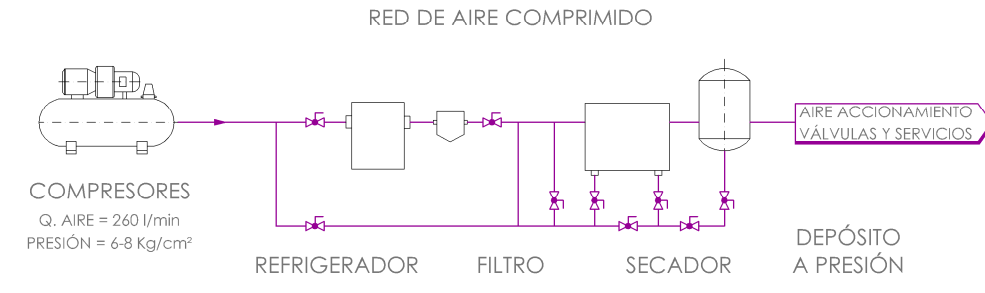 RED DE AIRE COMPRIMIDO
AIRE ACCIONAMIENTO
VÁLVULAS Y SERVICIOS
COMPRESORES
Q. AIRE = 260 l/min
PRESIÓN = 6-8 Kg/cm²
REFRIGERADOR
FILTRO
SECADOR
DEPÓSITO
A PRESIÓN